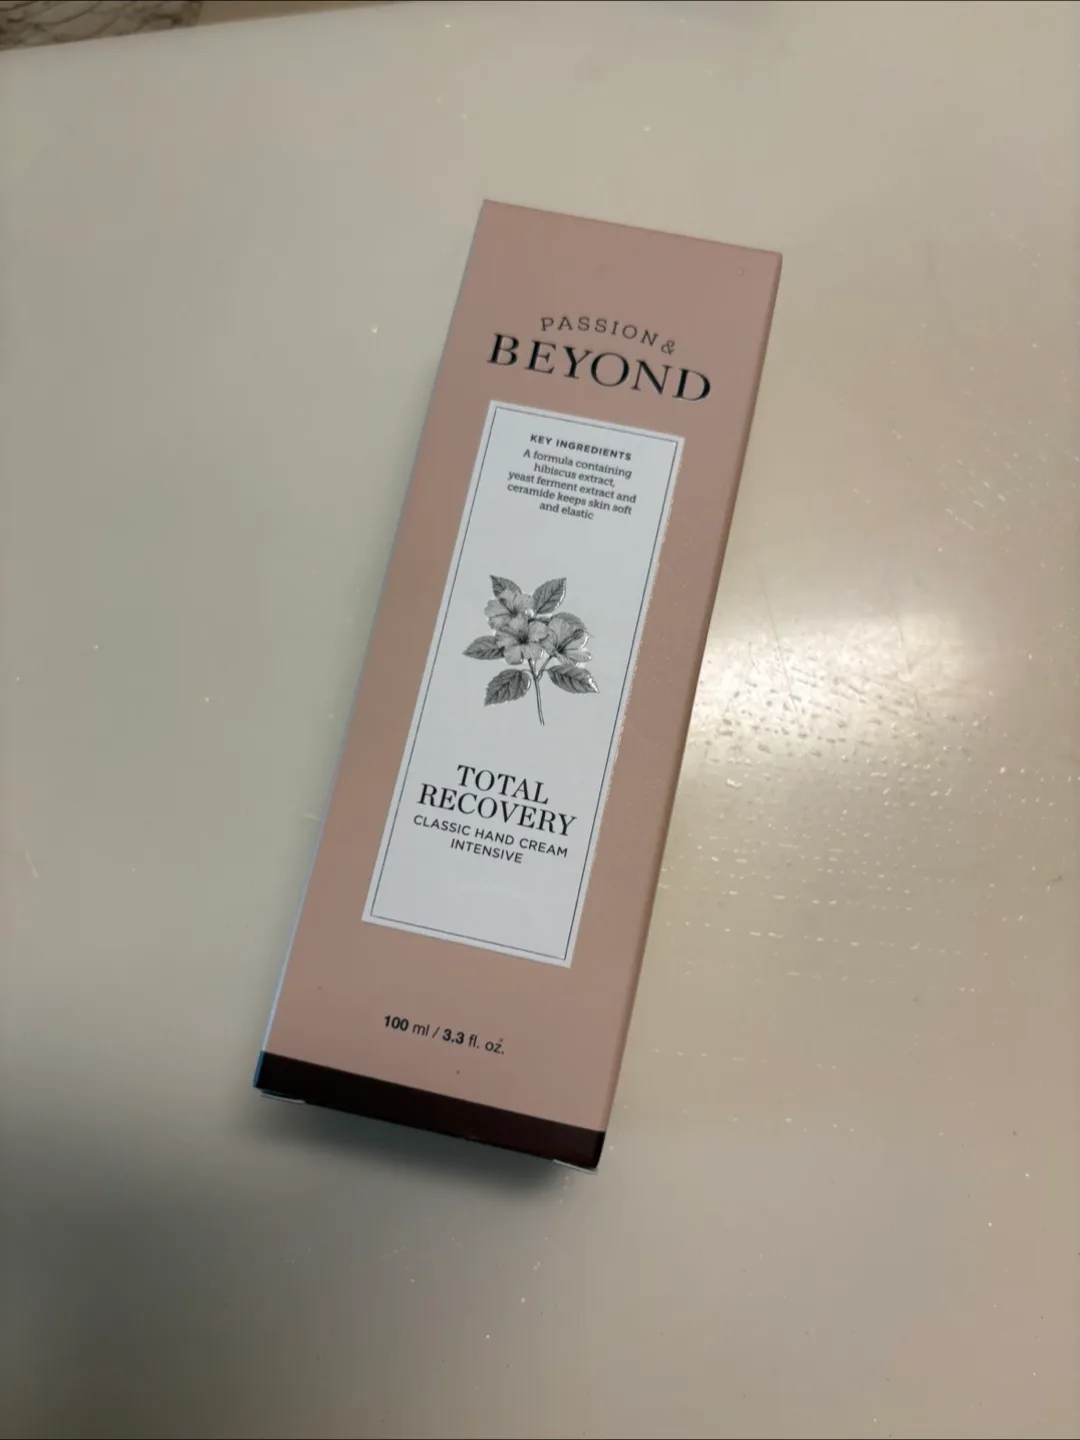 PASSION &
BEYOND
KEY INGREDIENTS
A formula containing
hibiscus extract,
yeast ferment extract and
ceramide keeps skin soft
and elastic
TOTAL
RECOVERY
CLASSIC HAND CREAM
INTENSIVE
100 ml / 3.3 fl. oz.